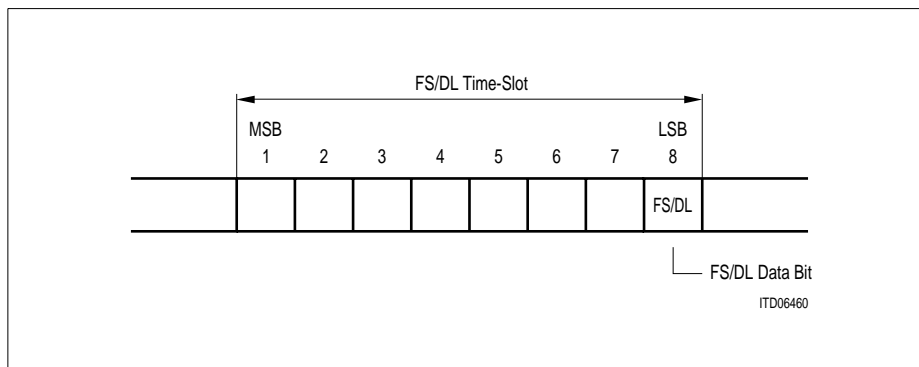 FS/DL Time-Slot
MSB LSB
1 2 3 4 5 6 7 8
FS/DL
FS/DL Data Bit
ITD06460